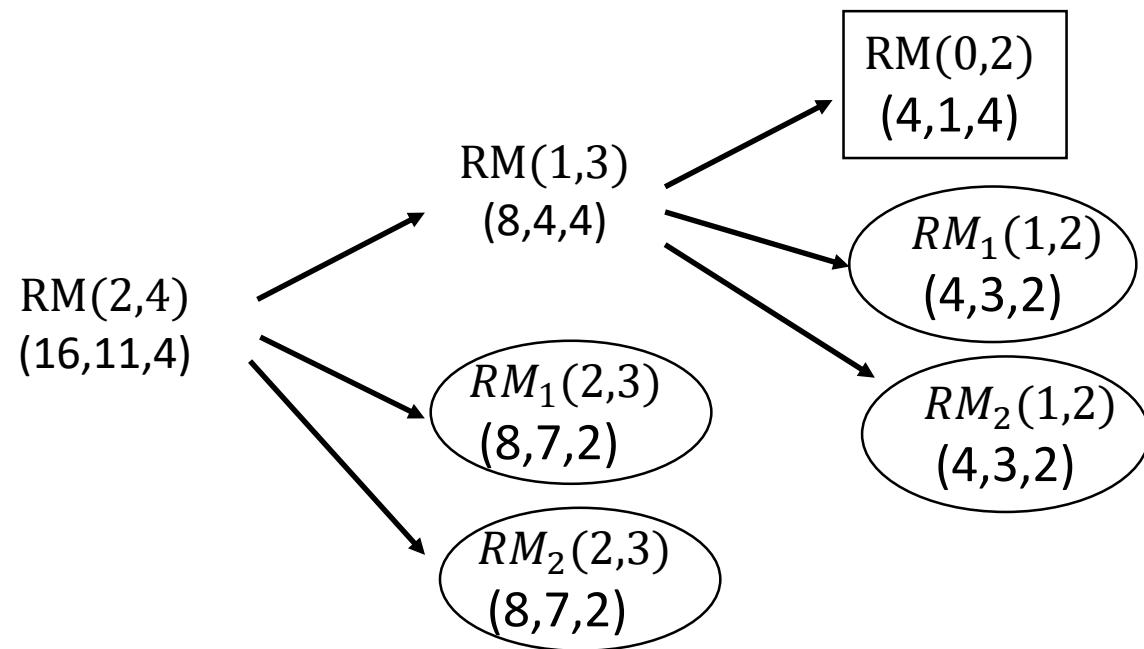 RM(0,2)
(4,1,4)
RM(1,3)
(8,4,4)
𝑅𝑀₁(1,2)
(4,3,2)
RM(2,4)
(16,11,4)
𝑅𝑀₁(2,3)
(8,7,2)
𝑅𝑀₂(1,2)
(4,3,2)
𝑅𝑀₂(2,3)
(8,7,2)